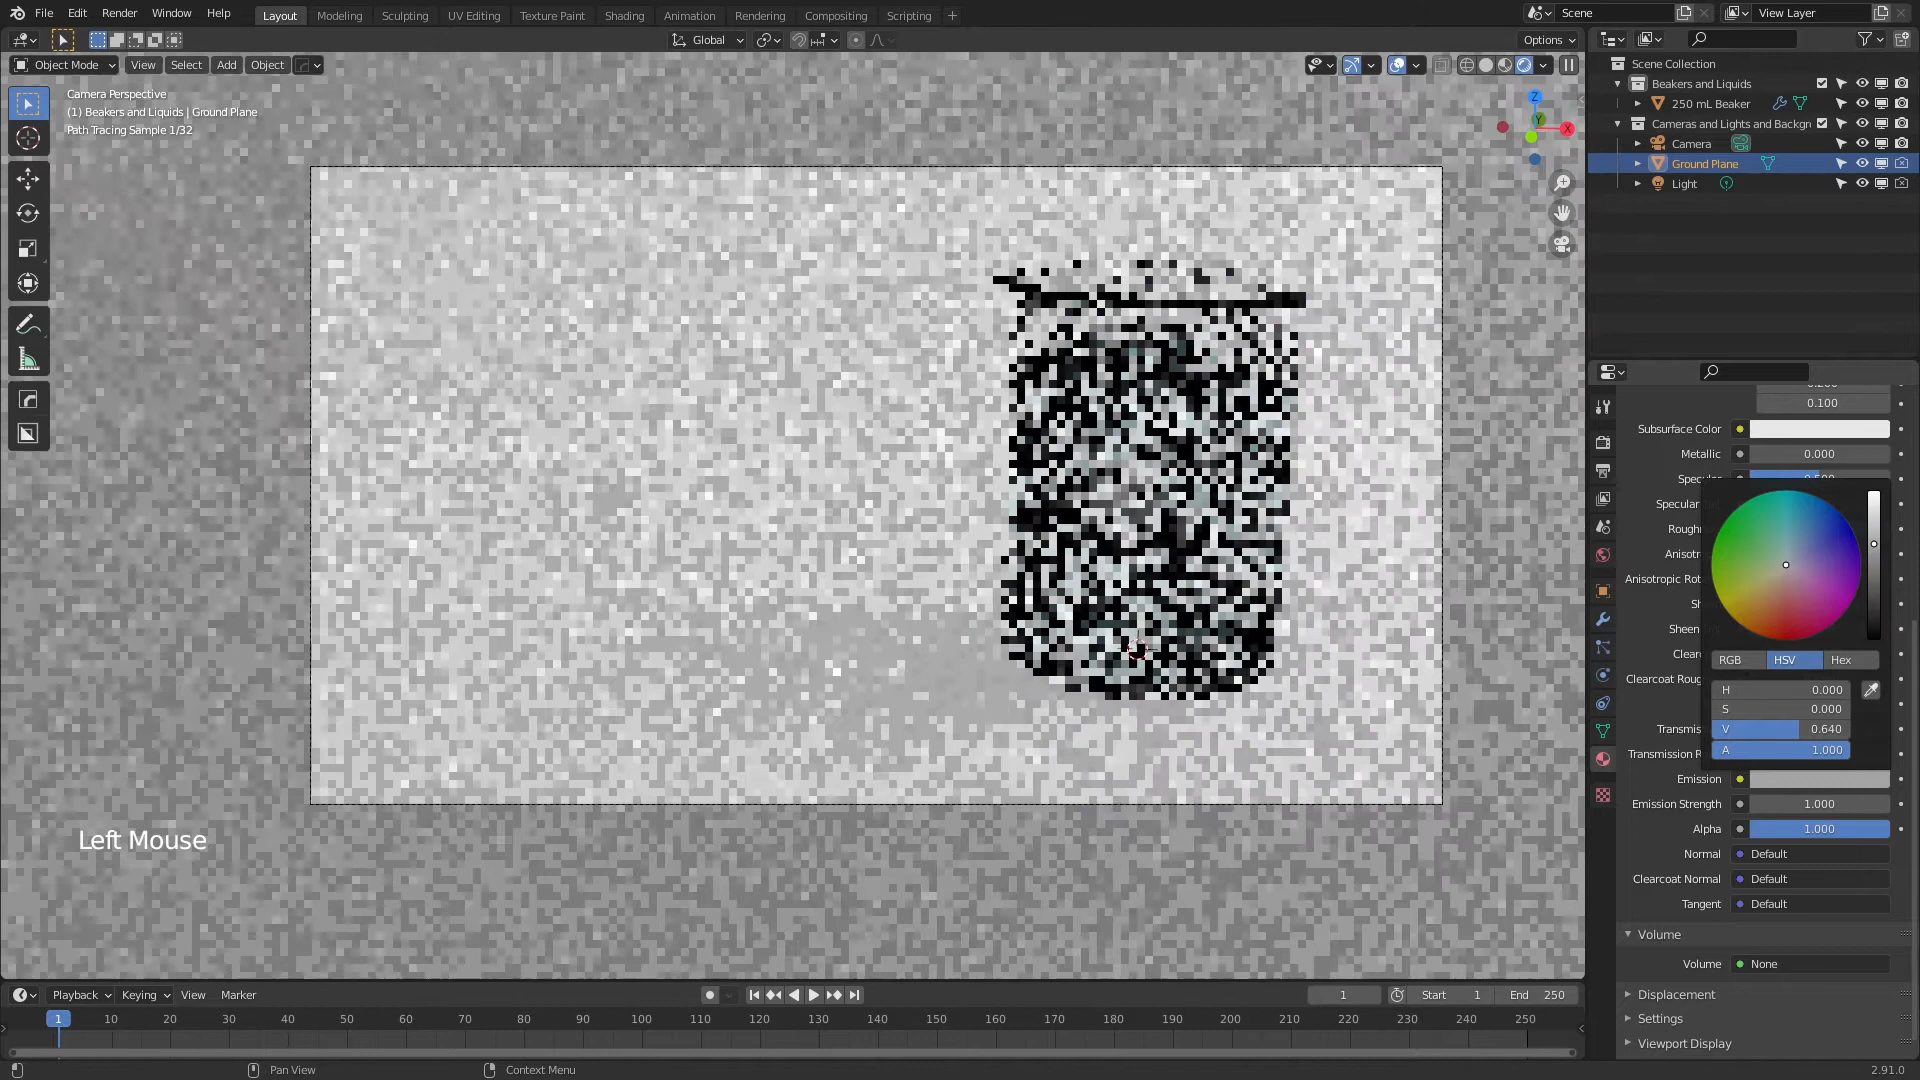 File Edit Render Window Help Layout Modeling Sculpting UV Editing Texture Paint Shading Animation Rendering Compositing Scripting + Scene View Layer
Global Options
Object Mode View Select Add Object
Camera Perspective
(1) Beakers and Liquids | Ground Plane
Path Tracing Sample 1/32
Z
Y
X
Scene Collection
Beakers and Liquids
250 mL Beaker
Cameras and Lights and Backgr
Camera
Ground Plane
Light
0.100
Subsurface Color
Metallic 0.000
Specu
Specular
Roughn
Anisotr
Anisotropic Rot
Sh
Sheen
Clearc
Clearcoat Roug
Transmis
Transmission R
RGB HSV Hex
H 0.000
S 0.000
V 0.640
A 1.000
Emission
Emission Strength 1.000
Alpha 1.000
Normal Default
Clearcoat Normal Default
Tangent Default
Volume
Volume None
Displacement
Settings
Viewport Display
Left Mouse
Playback Keying View Marker 1 Start 1 End 250
1 10 20 30 40 50 60 70 80 90 100 110 120 130 140 150 160 170 180 190 200 210 220 230 240 250
Pan View Context Menu 2.91.0